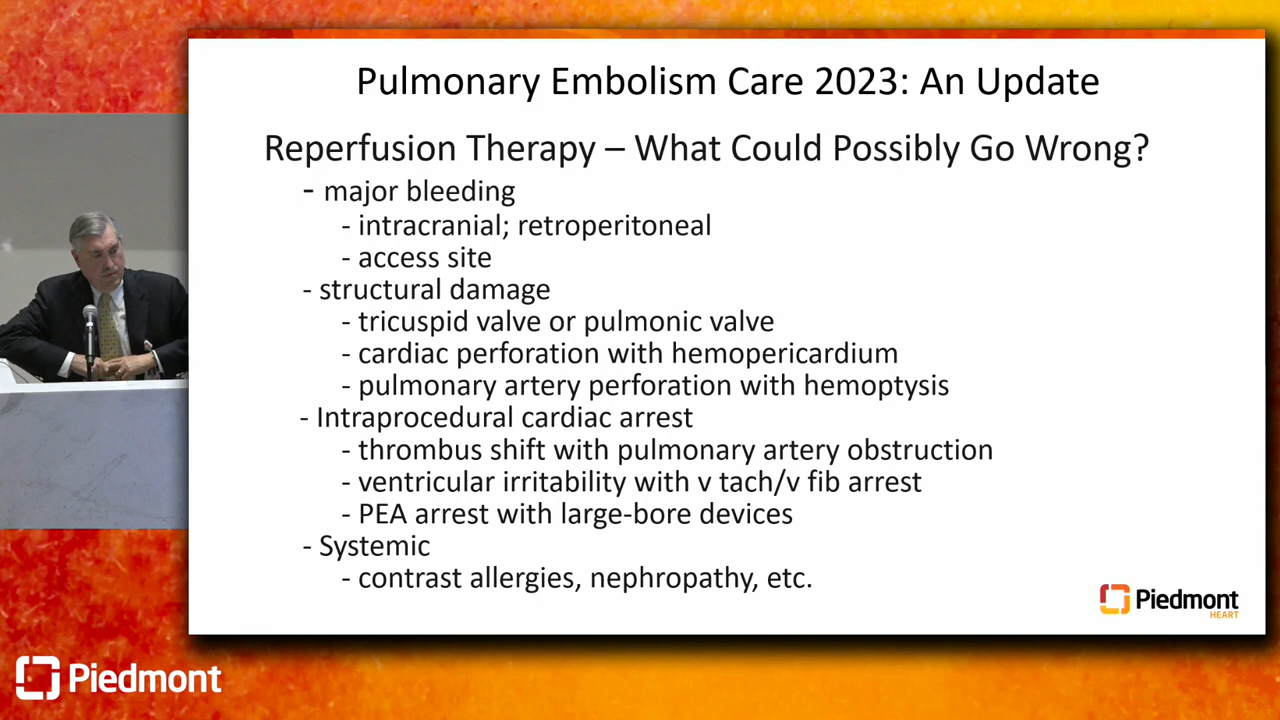 Pulmonary Embolism Care 2023: An Update
Reperfusion Therapy – What Could Possibly Go Wrong?
- major bleeding
- intracranial; retroperitoneal
- access site
- structural damage
- tricuspid valve or pulmonic valve
- cardiac perforation with hemopericardium
- pulmonary artery perforation with hemoptysis
- Intraprocedural cardiac arrest
- thrombus shift with pulmonary artery obstruction
- ventricular irritability with v tach/v fib arrest
- PEA arrest with large-bore devices
- Systemic
- contrast allergies, nephropathy, etc.
Piedmont
HEART
Piedmont